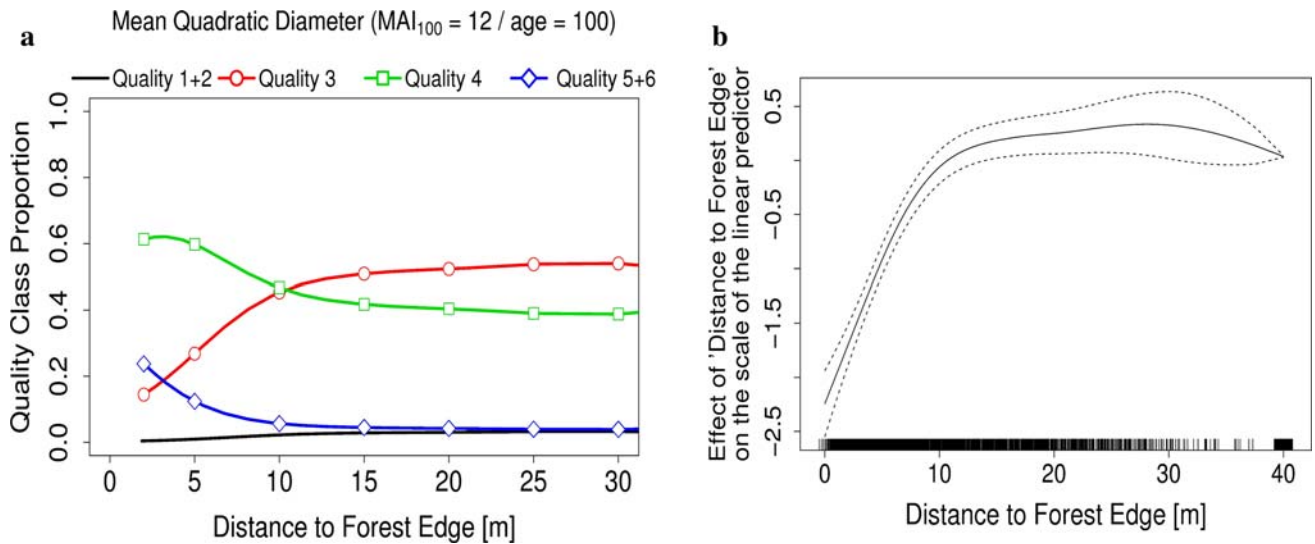 a
Mean Quadratic Diameter (MAI100 = 12 / age = 100)
Quality 1+2 Quality 3 Quality 4 Quality 5+6
Quality Class Proportion
1.0
0.8
0.6
0.4
0.2
0.0
0 5 10 15 20 25 30
Distance to Forest Edge [m]
b
Effect of 'Distance to Forest Edge'
on the scale of the linear predictor
0.5
−0.5
−1.5
−2.5
0 10 20 30 40
Distance to Forest Edge [m]